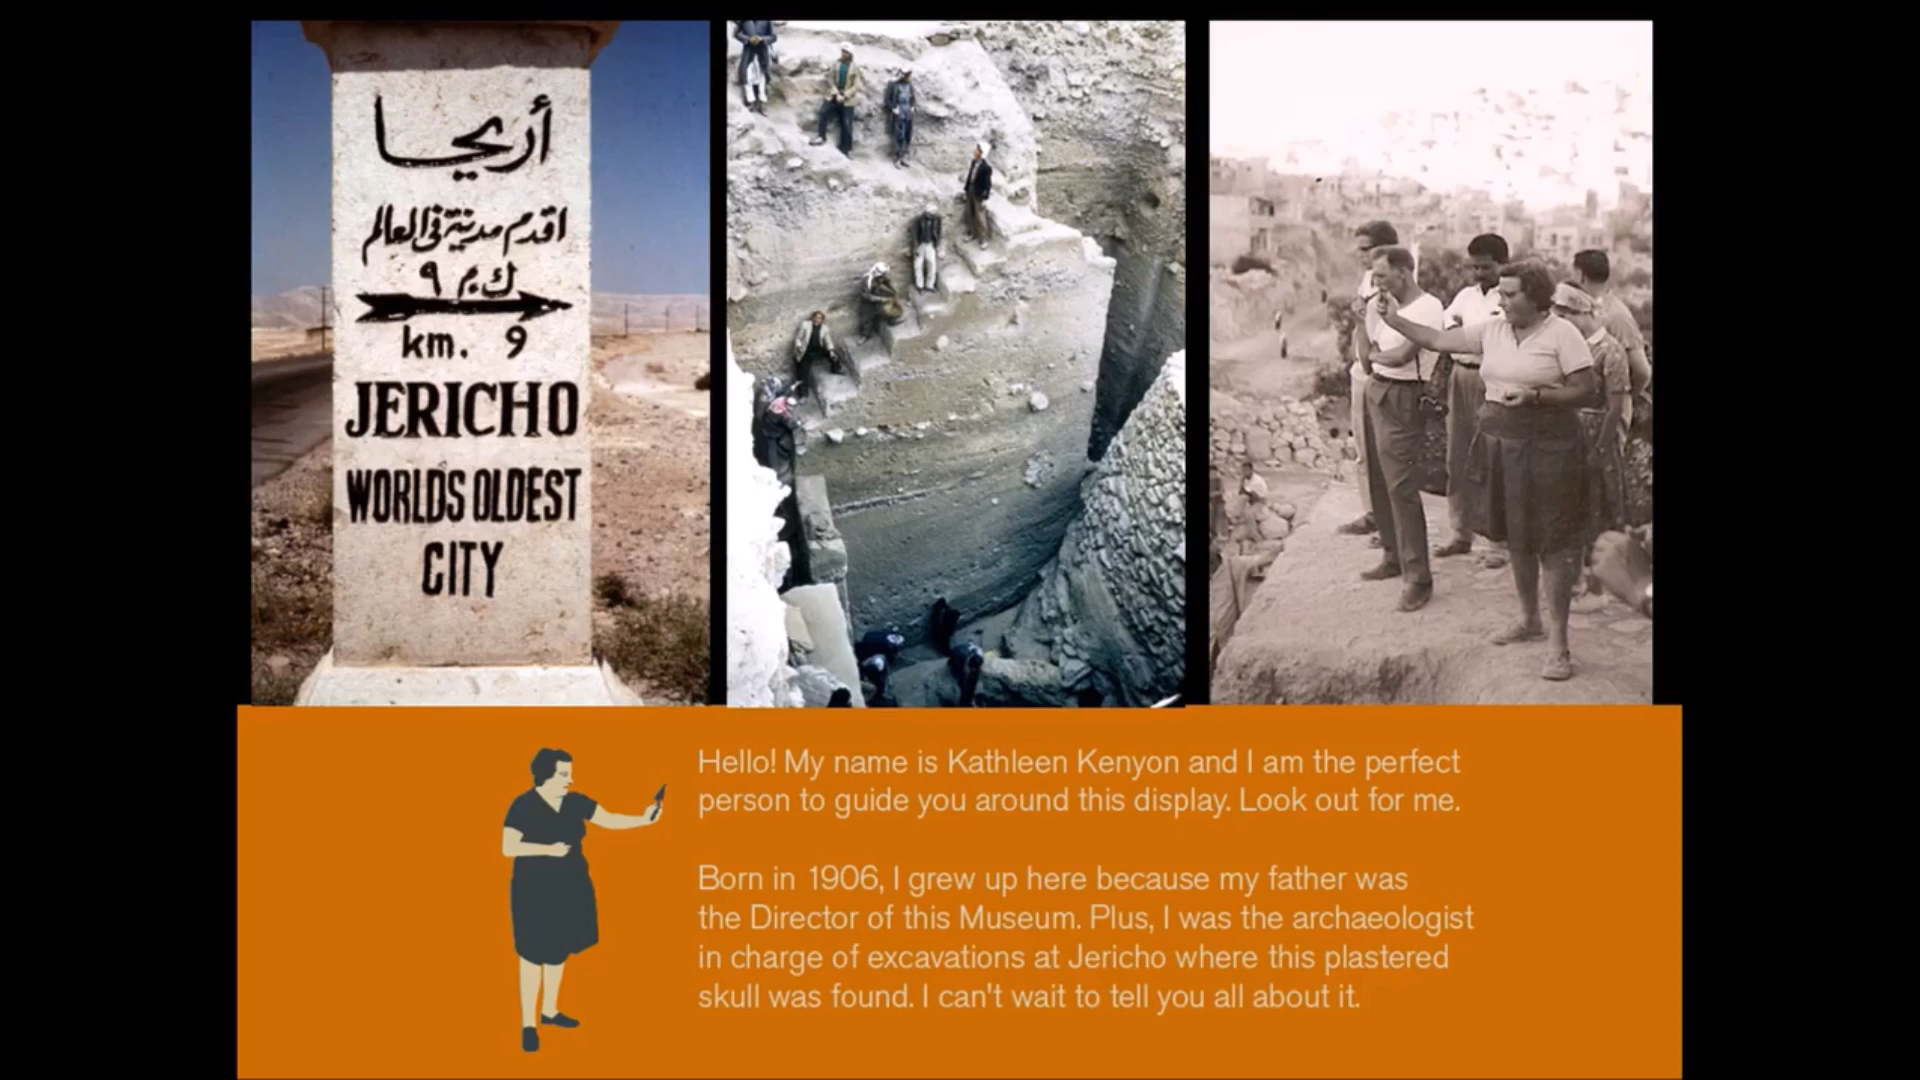 أريحا
اقدم مدينة في العالم
ك.م ٩
km. 9
JERICHO
WORLDS OLDEST
CITY
Hello! My name is Kathleen Kenyon and I am the perfect
person to guide you around this display. Look out for me.
Born in 1906, I grew up here because my father was
the Director of this Museum. Plus, I was the archaeologist
in charge of excavations at Jericho where this plastered
skull was found. I can't wait to tell you all about it.